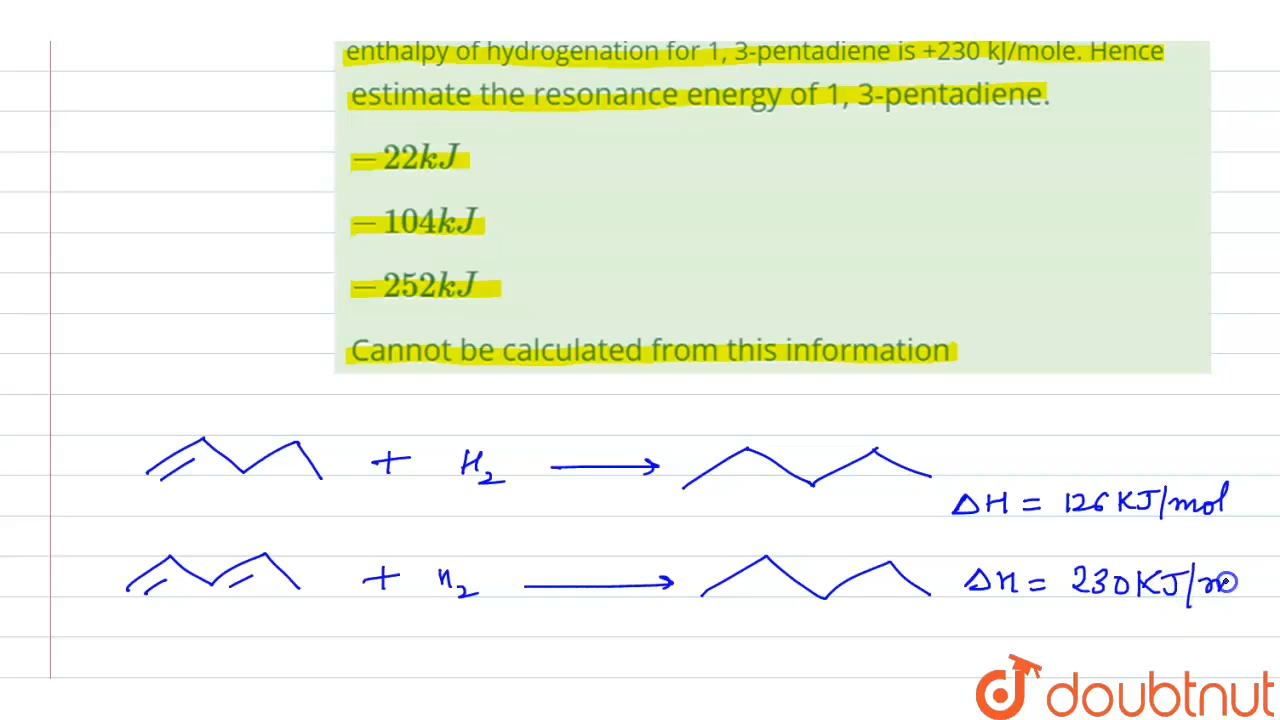 enthalpy of hydrogenation for 1, 3-pentadiene is +230 kJ/mole. Hence
estimate the resonance energy of 1, 3-pentadiene.
−22kJ
−104kJ
−252kJ
Cannot be calculated from this information
+ H2 ⟶
ΔH = 126 KJ/mol
+ H2 ⟶ ΔH = 230 KJ/m
doubtnut